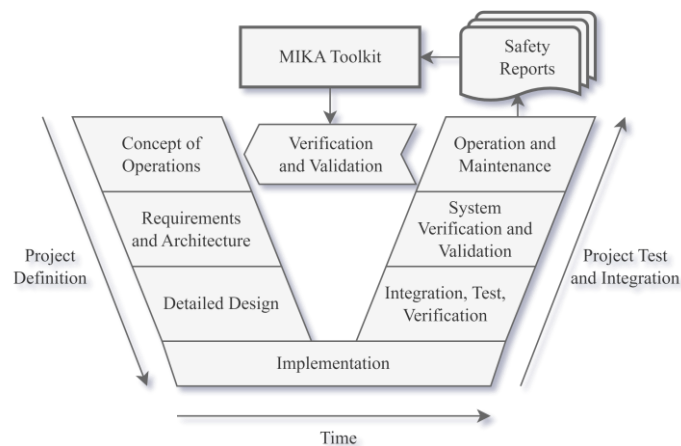 MIKA Toolkit
Safety
Reports
Concept of
Operations
Verification
and Validation
Operation and
Maintenance
Requirements
and Architecture
System
Verification and
Validation
Project
Definition
Project Test
and Integration
Detailed Design
Integration, Test,
Verification
Implementation
Time